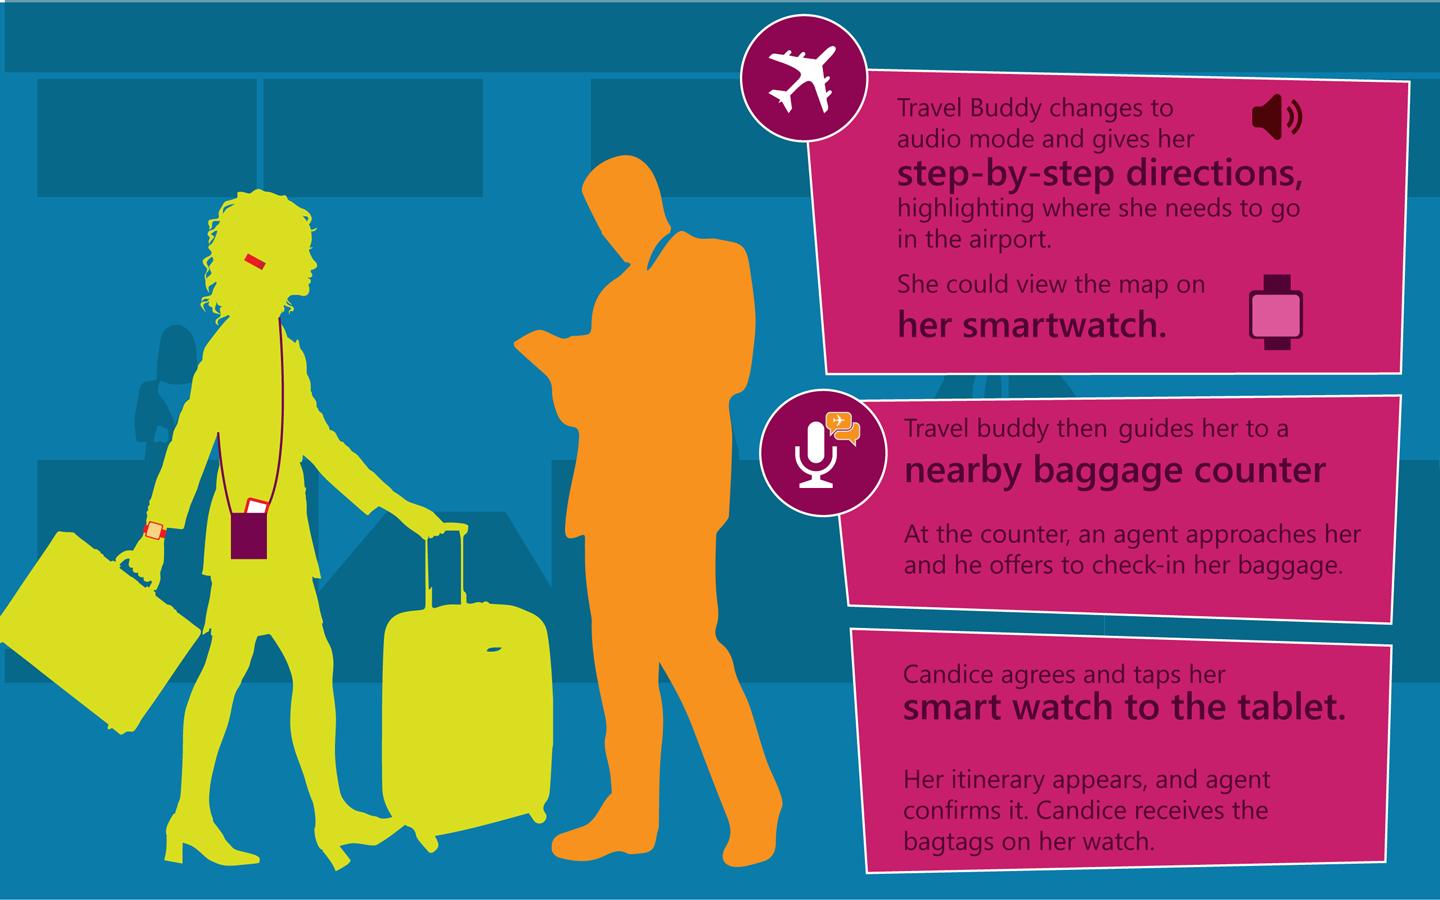 Travel Buddy changes to
audio mode and gives her
step-by-step directions,
highlighting where she needs to go
in the airport.
She could view the map on
her smartwatch.
Travel buddy then guides her to a
nearby baggage counter
At the counter, an agent approaches her
and he offers to check-in her baggage.
Candice agrees and taps her
smart watch to the tablet.
Her itinerary appears, and agent
confirms it. Candice receives the
bagtags on her watch.